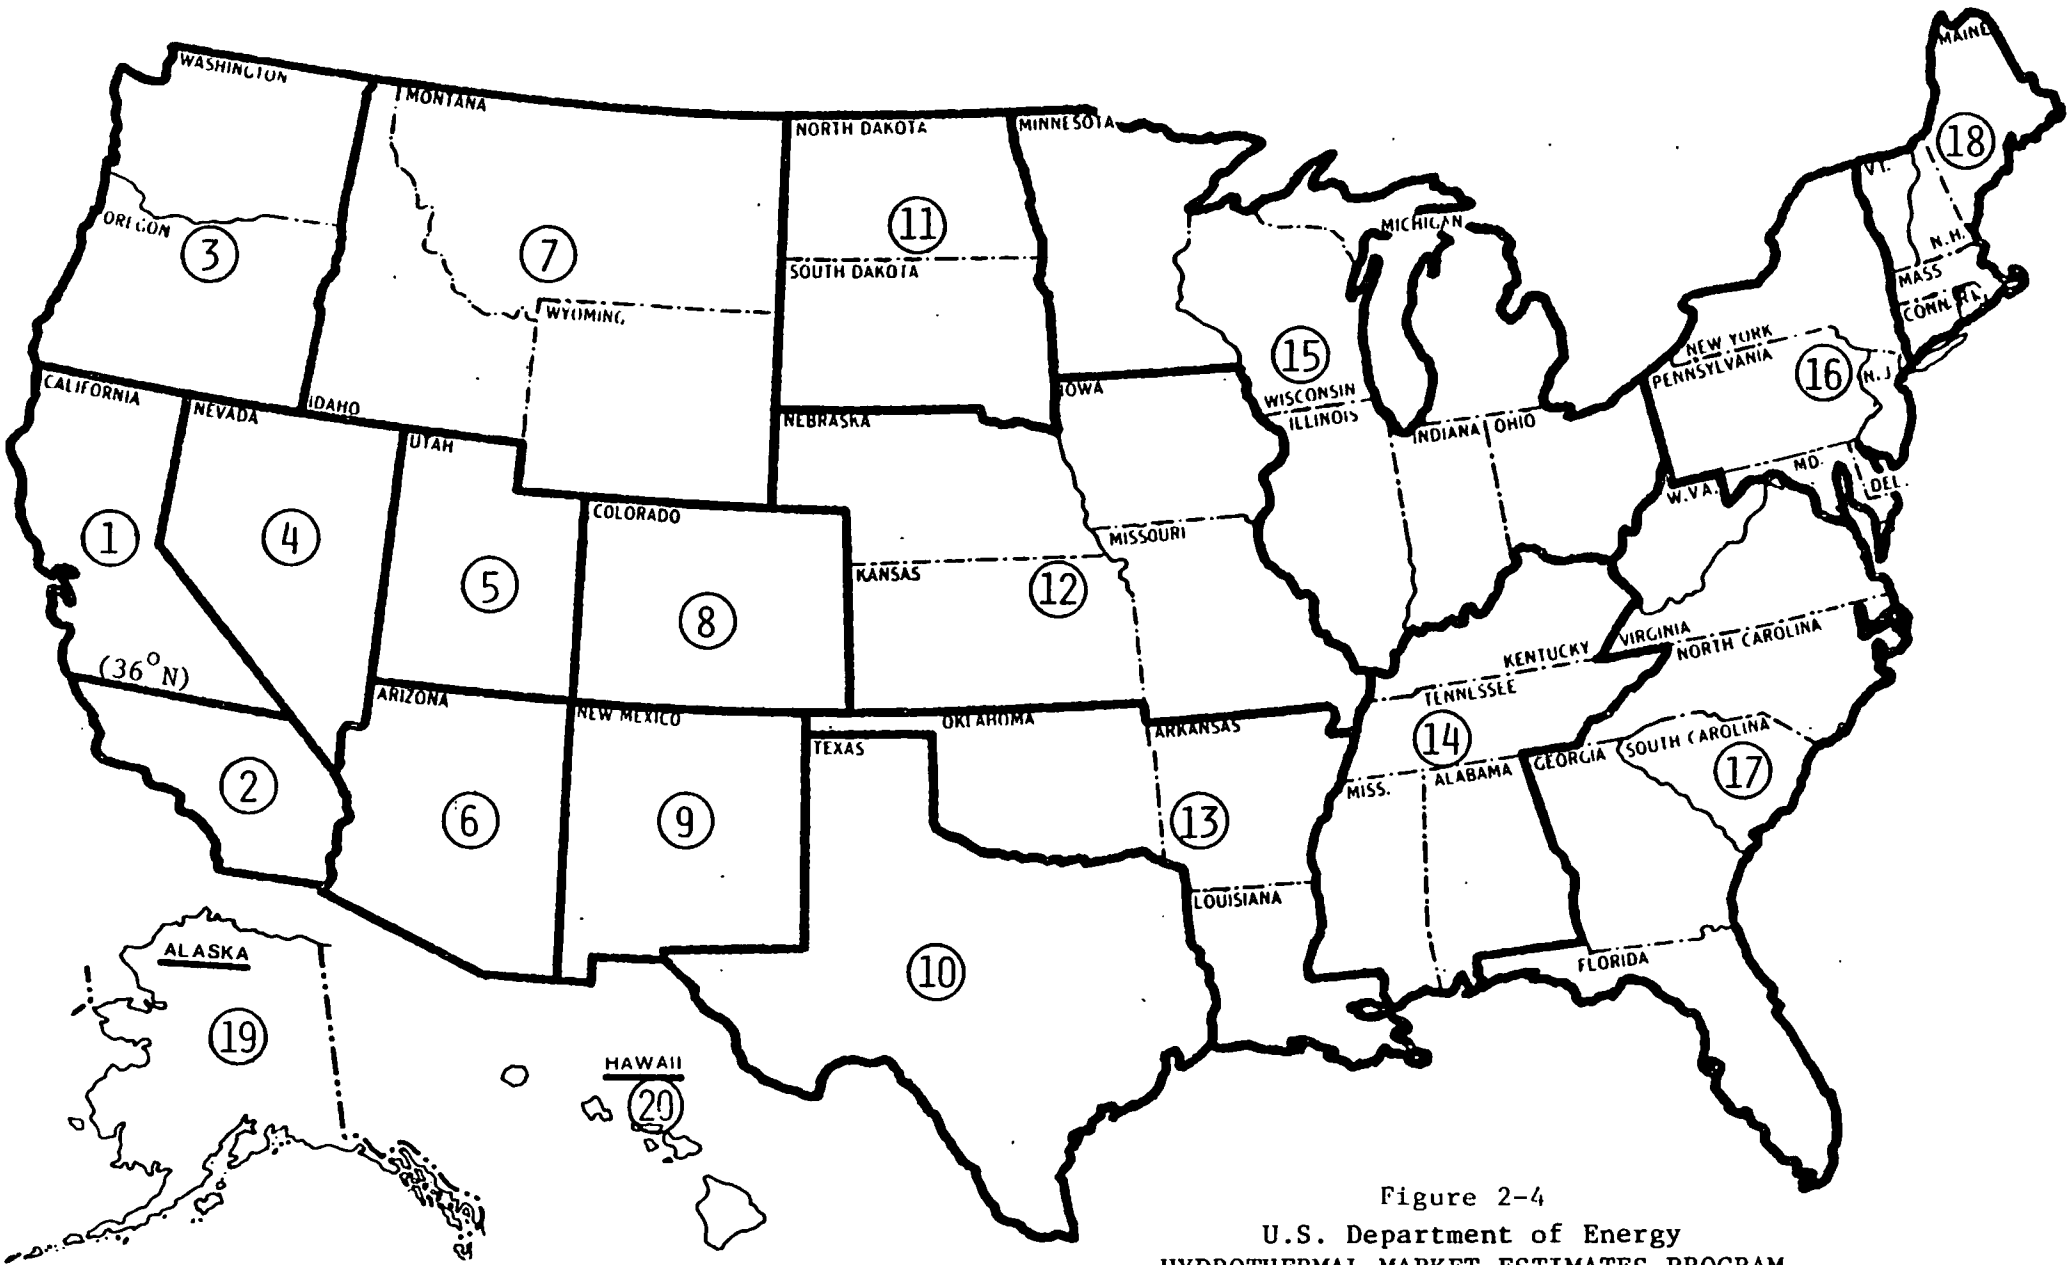 MAINE
WASHINGTON
MONTANA
NORTH DAKOTA
MINNESOTA
18
VT.
OREGON
3
7
11
SOUTH DAKOTA
MICHIGAN
N.H.
MASS
CONN.
R.I.
WYOMING
15
NEW YORK
PENNSYLVANIA
16
N.J.
CALIFORNIA
NEVADA
IDAHO
UTAH
NEBRASKA
IOWA
WISCONSIN
ILLINOIS
INDIANA
OHIO
MD.
DEL.
W.VA.
COLORADO
MISSOURI
1
4
5
8
KANSAS
12
(36°N)
VIRGINIA
KENTUCKY
NORTH CAROLINA
ARIZONA
NEW MEXICO
OKLAHOMA
TENNESSEE
TEXAS
ARKANSAS
14
GEORGIA
SOUTH CAROLINA
2
6
9
13
MISS.
ALABAMA
17
LOUISIANA
FLORIDA
10
ALASKA
19
HAWAII
20
Figure 2-4
U.S. Department of Energy
HYDROTHERMAL MARKET ESTIMATES PROGRAM